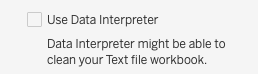 Use Data Interpreter
Data Interpreter might be able to
clean your Text file workbook.